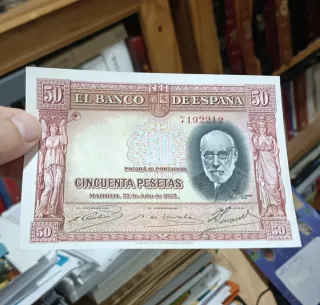 50 EL BANCO DE ESPAÑA 50
7192212
PAGARÁ AL PORTADOR
CINCUENTA PESETAS
MADRID, 22 de Julio de 1935
50 50